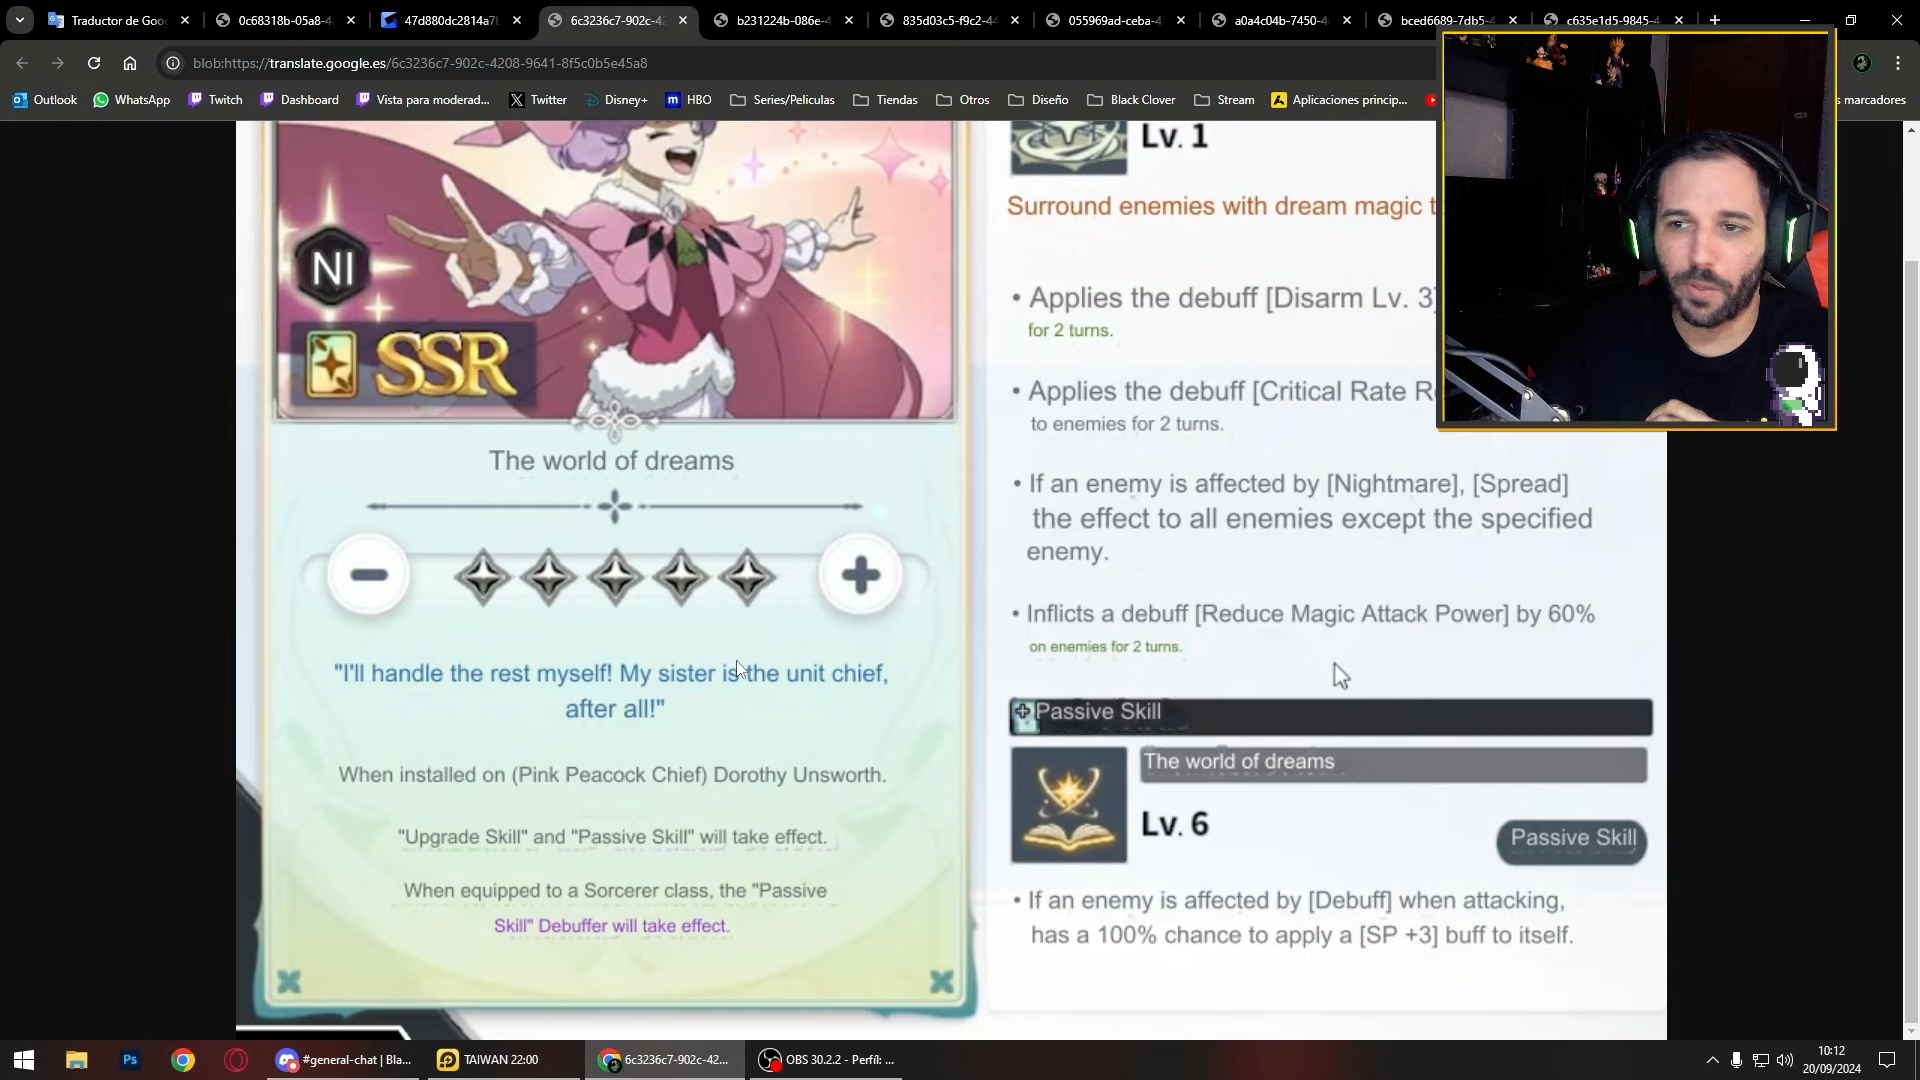 Traductor de Goo
0c68318b-05a8-4
47d880dc2814a7
6c3236c7-902c-42
b231224b-086e-4
835d03c5-f9c2-44
055969ad-ceba-4
a0a4c04b-7450-4
bced6689-7db5-4
c635e1d5-9845-4
blob:https://translate.google.es/6c3236c7-902c-4208-9641-8f5c0b5e45a8
Outlook
WhatsApp
Twitch
Dashboard
Vista para moderad...
Twitter
Disney+
HBO
Series/Peliculas
Tiendas
Otros
Diseño
Black Clover
Stream
Aplicaciones princip...
s marcadores
NI
SSR
The world of dreams
"I'll handle the rest myself! My sister is the unit chief,
after all!"
When installed on (Pink Peacock Chief) Dorothy Unsworth.
"Upgrade Skill" and "Passive Skill" will take effect.
When equipped to a Sorcerer class, the "Passive
Skill" Debuffer will take effect.
Lv. 1
Surround enemies with dream magic t
• Applies the debuff [Disarm Lv. 3]
for 2 turns.
• Applies the debuff [Critical Rate R
to enemies for 2 turns.
• If an enemy is affected by [Nightmare], [Spread]
the effect to all enemies except the specified
enemy.
• Inflicts a debuff [Reduce Magic Attack Power] by 60%
on enemies for 2 turns.
Passive Skill
The world of dreams
Lv. 6
Passive Skill
• If an enemy is affected by [Debuff] when attacking,
has a 100% chance to apply a [SP +3] buff to itself.
Ps
#general-chat | Bla...
TAIWAN 22:00
6c3236c7-902c-42...
OBS 30.2.2 - Perfil: ...
10:12
20/09/2024